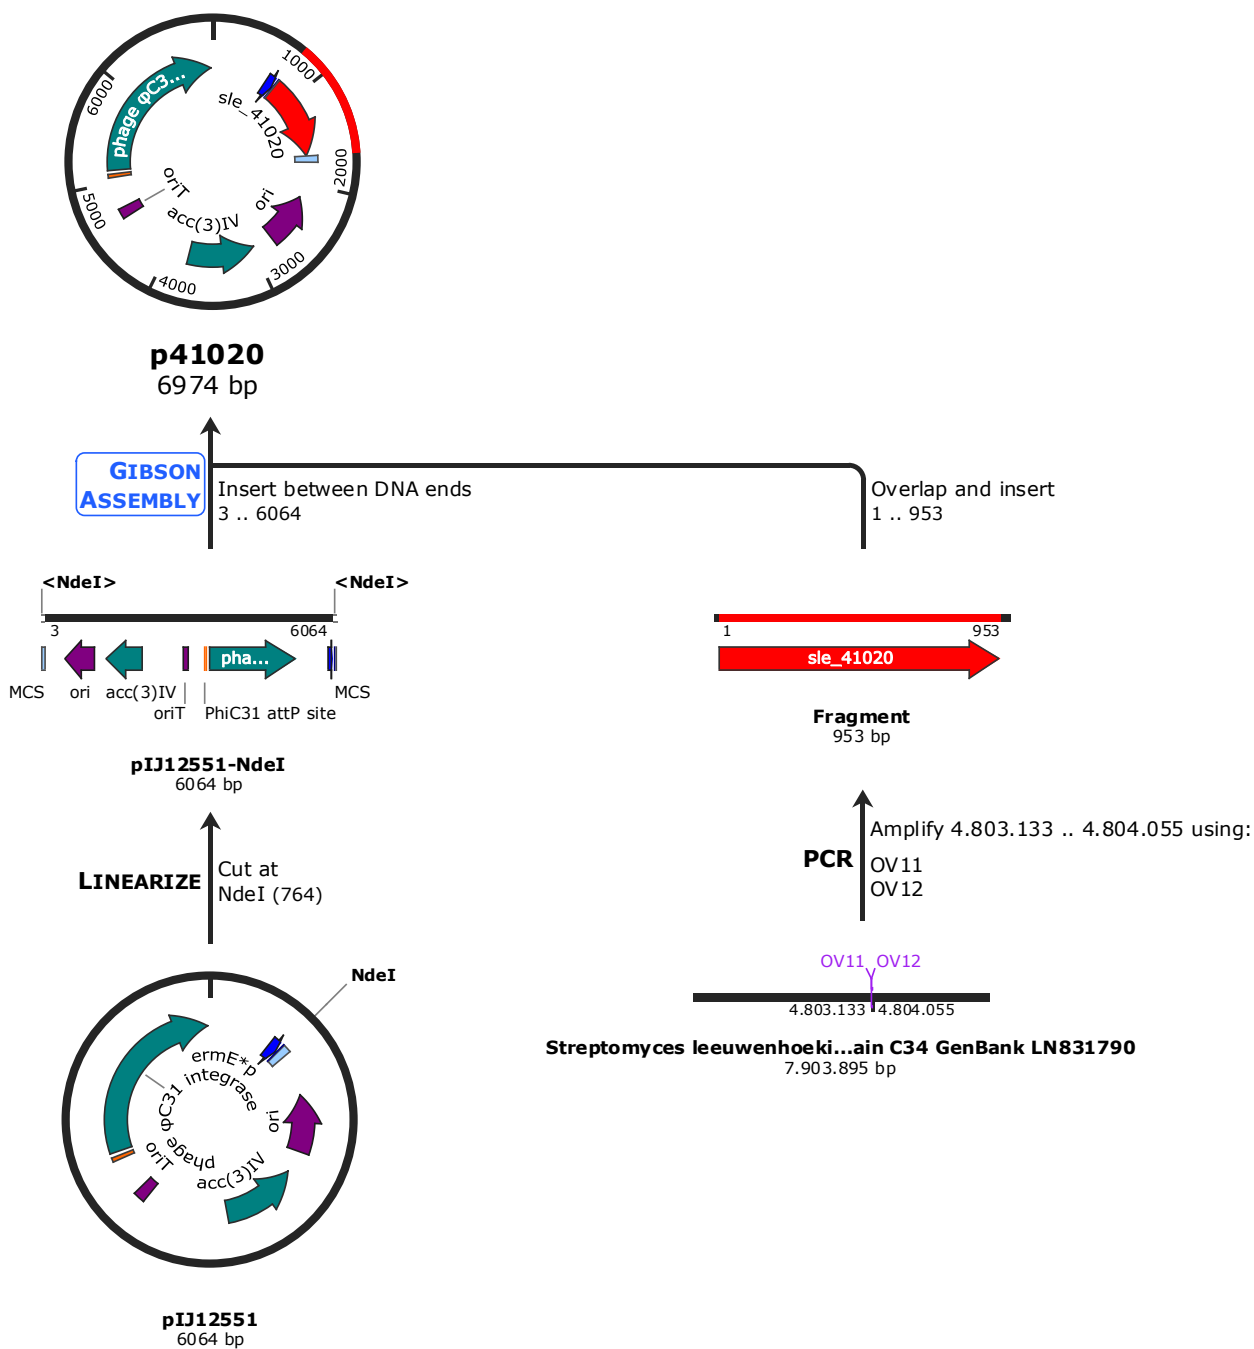 1000
2000
3000
4000
5000
6000
phage φC3...
sle_41020
oriT
ori
acc(3)IV
p41020
6974 bp
GIBSON
ASSEMBLY
Insert between DNA ends
3 .. 6064
Overlap and insert
1 .. 953
<NdeI>
<NdeI>
3
6064
pha...
MCS
ori
acc(3)IV
MCS
oriT
PhiC31 attP site
pIJ12551-NdeI
6064 bp
1
953
sle_41020
Fragment
953 bp
LINEARIZE
Cut at
NdeI (764)
PCR
Amplify 4.803.133 .. 4.804.055 using:
OV11
OV12
OV11
OV12
4.803.133
4.804.055
Streptomyces leeuwenhoeki...ain C34 GenBank LN831790
7.903.895 bp
NdeI
ermE*p
phage φC31 integrase
ori
oriT
acc(3)IV
pIJ12551
6064 bp